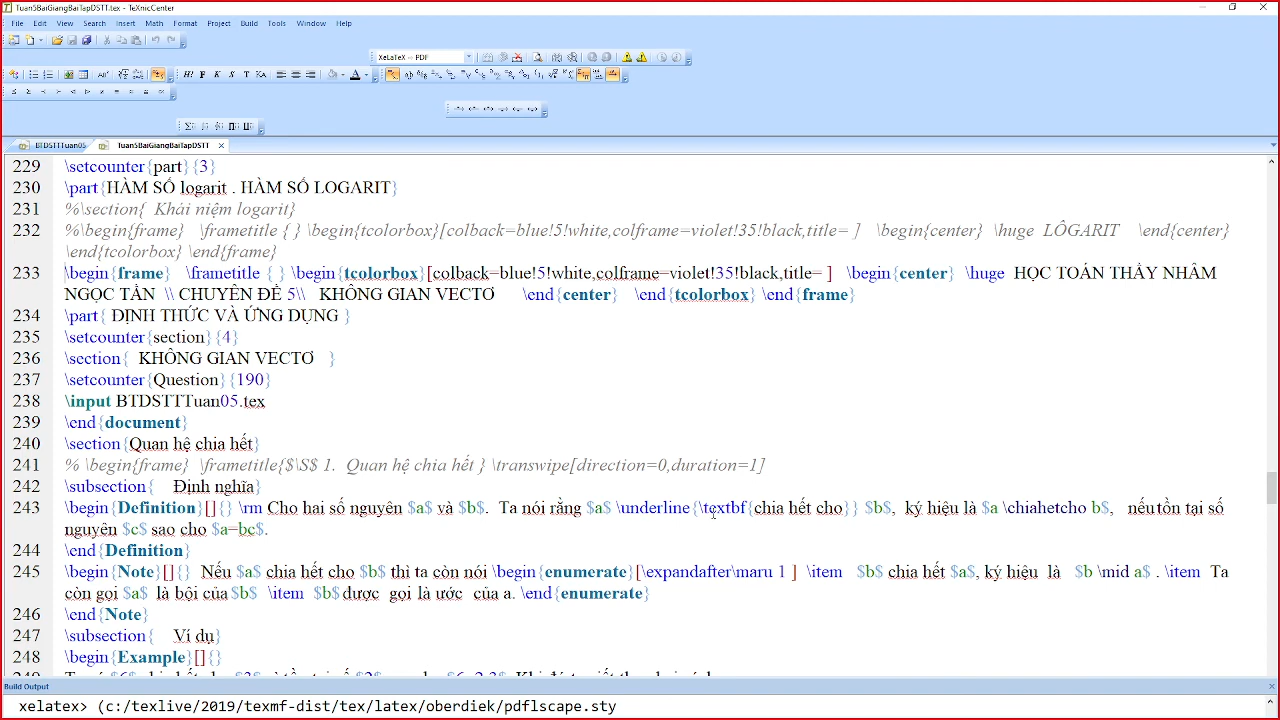 Tuan5BaiGiangBaiTapDSTT.tex - TeXnicCenter
File Edit View Search Insert Math Format Project Build Tools Window Help
XeLaTeX ⇨ PDF
BTDSTTTuan05 Tuan5BaiGiangBaiTapDSTT
229 \setcounter{part}{3}
230 \part{HÀM SỐ logarit . HÀM SỐ LOGARIT}
231 %\section{ Khái niệm logarit}
232 %\begin{frame} \frametitle { } \begin{tcolorbox}[colback=blue!5!white,colframe=violet!35!black,title= ] \begin{center} \huge LÔGARIT \end{center}
\end{tcolorbox} \end{frame}
233 \begin{frame} \frametitle { } \begin{tcolorbox}[colback=blue!5!white,colframe=violet!35!black,title= ] \begin{center} \huge HỌC TOÁN THẦY NHÂM
NGỌC TẦN \\ CHUYÊN ĐỀ 5\\ KHÔNG GIAN VECTƠ \end{center} \end{tcolorbox} \end{frame}
234 \part{ ĐỊNH THỨC VÀ ỨNG DỤNG }
235 \setcounter{section}{4}
236 \section{ KHÔNG GIAN VECTƠ }
237 \setcounter{Question}{190}
238 \input BTDSTTTuan05.tex
239 \end{document}
240 \section{Quan hệ chia hết}
241 % \begin{frame} \frametitle{$\S$ 1. Quan hệ chia hết } \transwipe[direction=0,duration=1]
242 \subsection{ Định nghĩa}
243 \begin{Definition}[]{} \rm Cho hai số nguyên $a$ và $b$. Ta nói rằng $a$ \underline{\textbf{chia hết cho}} $b$, ký hiệu là $a \chiahetcho b$, nếu tồn tại số
nguyên $c$ sao cho $a=bc$.
244 \end{Definition}
245 \begin{Note}[]{} Nếu $a$ chia hết cho $b$ thì ta còn nói \begin{enumerate}[\expandafter\maru 1 ] \item $b$ chia hết $a$, ký hiệu là $b \mid a$ . \item Ta
còn gọi $a$ là bội của $b$ \item $b$ được gọi là ước của a. \end{enumerate}
246 \end{Note}
247 \subsection{ Ví dụ}
248 \begin{Example}[]{}
Build Output
xelatex> (c:/texlive/2019/texmf-dist/tex/latex/oberdiek/pdflscape.sty